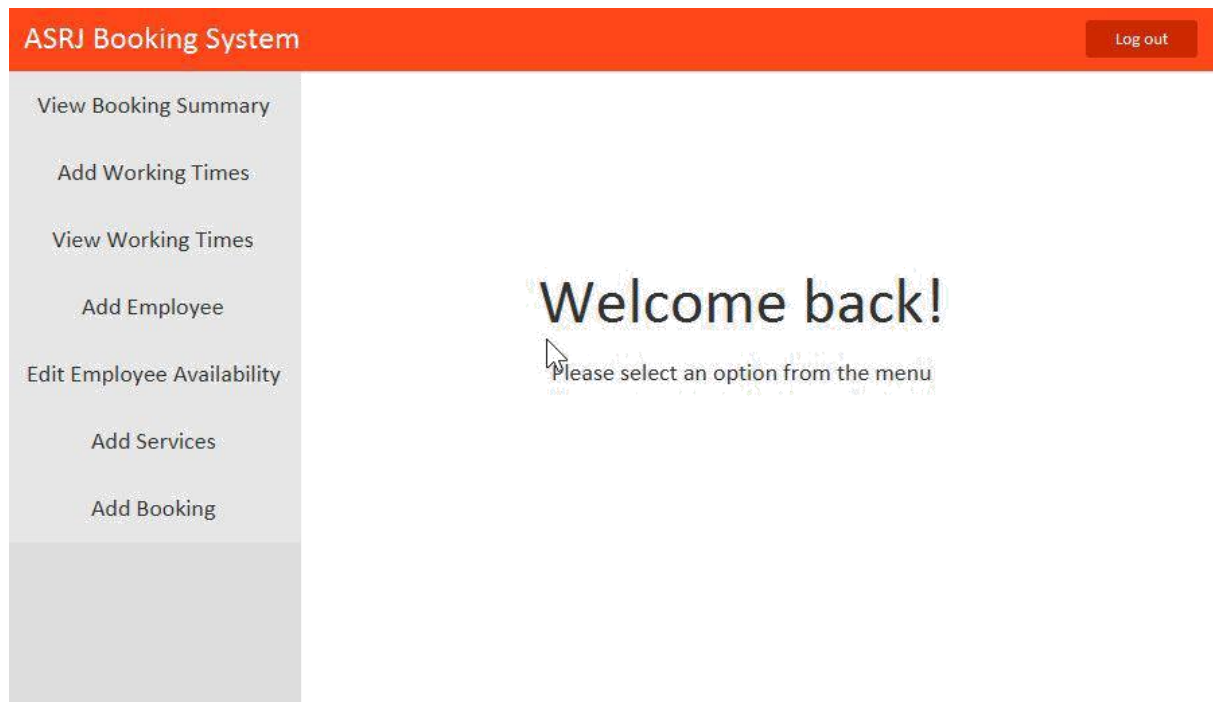 ASRJ Booking System
Log out
View Booking Summary
Add Working Times
View Working Times
Add Employee
Edit Employee Availability
Add Services
Add Booking
Welcome back!
Please select an option from the menu